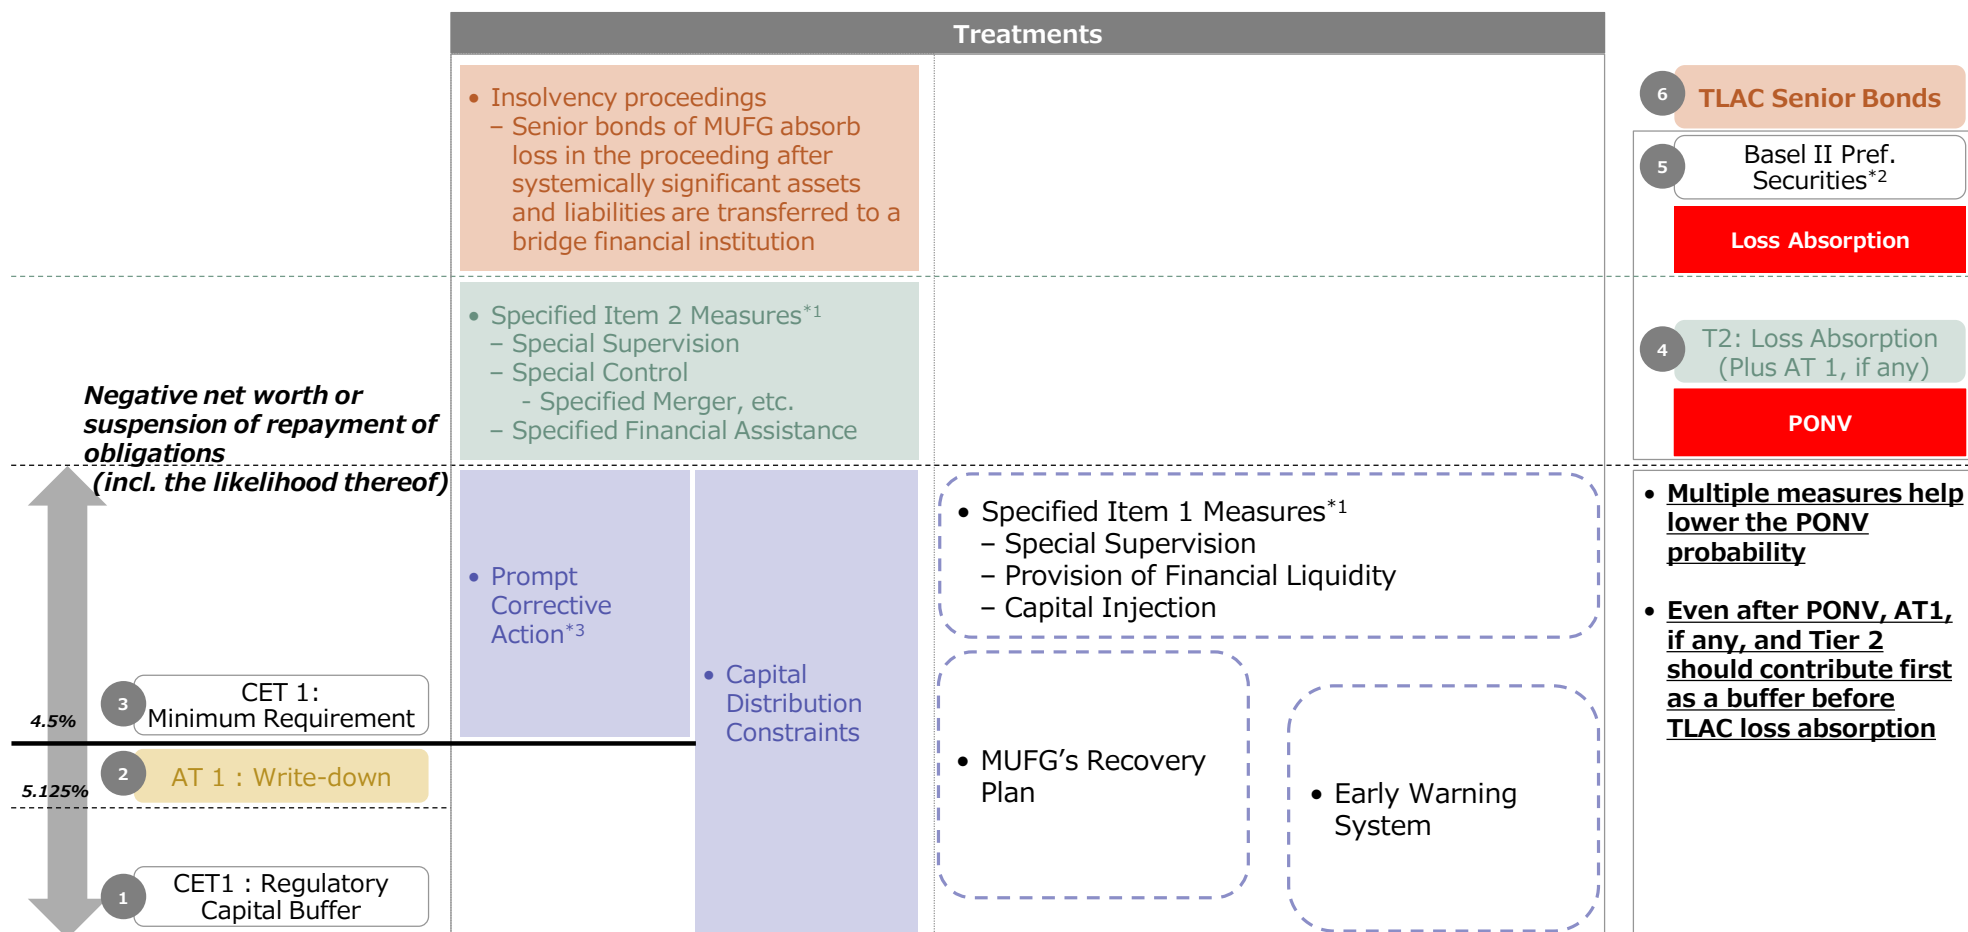 Treatments
• Insolvency proceedings
– Senior bonds of MUFG absorb
loss in the proceeding after
systemically significant assets
and liabilities are transferred to a
bridge financial institution
6
TLAC Senior Bonds
5
Basel II Pref.
Securities*2
Loss Absorption
• Specified Item 2 Measures*1
– Special Supervision
– Special Control
- Specified Merger, etc.
– Specified Financial Assistance
4
T2: Loss Absorption
(Plus AT 1, if any)
PONV
Negative net worth or
suspension of repayment of
obligations
(incl. the likelihood thereof)
• Prompt
Corrective
Action*3
• Capital
Distribution
Constraints
• Specified Item 1 Measures*1
– Special Supervision
– Provision of Financial Liquidity
– Capital Injection
• MUFG's Recovery
Plan
• Early Warning
System
• Multiple measures help
lower the PONV
probability
• Even after PONV, AT1,
if any, and Tier 2
should contribute first
as a buffer before
TLAC loss absorption
3
CET 1:
Minimum Requirement
4.5%
2
AT 1 : Write-down
5.125%
1
CET1 : Regulatory
Capital Buffer